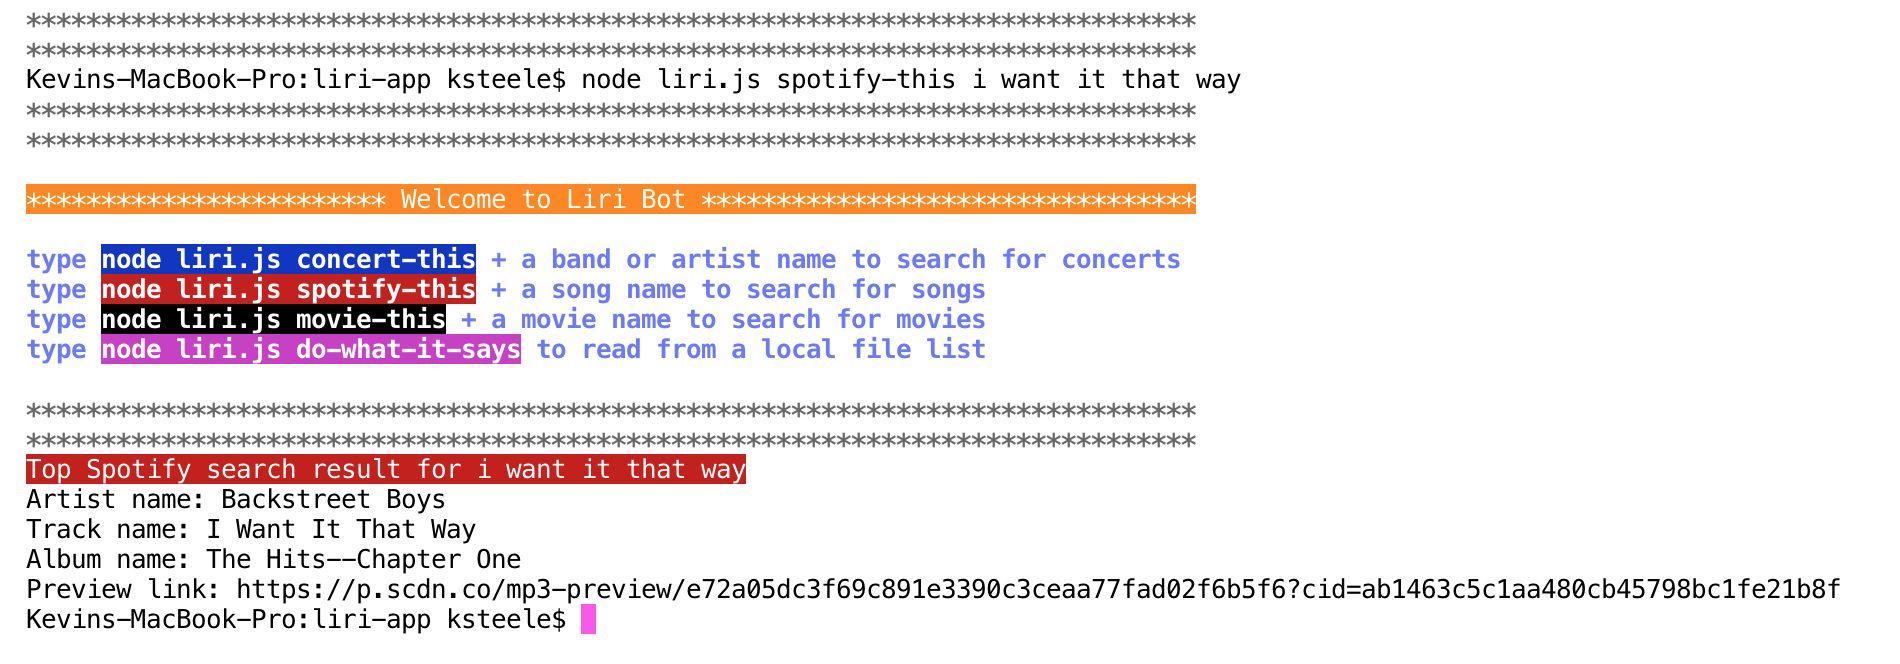 ******************************************************************************
******************************************************************************
Kevins-MacBook-Pro:liri-app ksteele$ node liri.js spotify-this i want it that way
******************************************************************************
******************************************************************************
************************ Welcome to Liri Bot *********************************
type node liri.js concert-this + a band or artist name to search for concerts
type node liri.js spotify-this + a song name to search for songs
type node liri.js movie-this + a movie name to search for movies
type node liri.js do-what-it-says to read from a local file list
******************************************************************************
******************************************************************************
Top Spotify search result for i want it that way
Artist name: Backstreet Boys
Track name: I Want It That Way
Album name: The Hits--Chapter One
Preview link: https://p.scdn.co/mp3-preview/e72a05dc3f69c891e3390c3ceaa77fad02f6b5f6?cid=ab1463c5c1aa480cb45798bc1fe21b8f
Kevins-MacBook-Pro:liri-app ksteele$